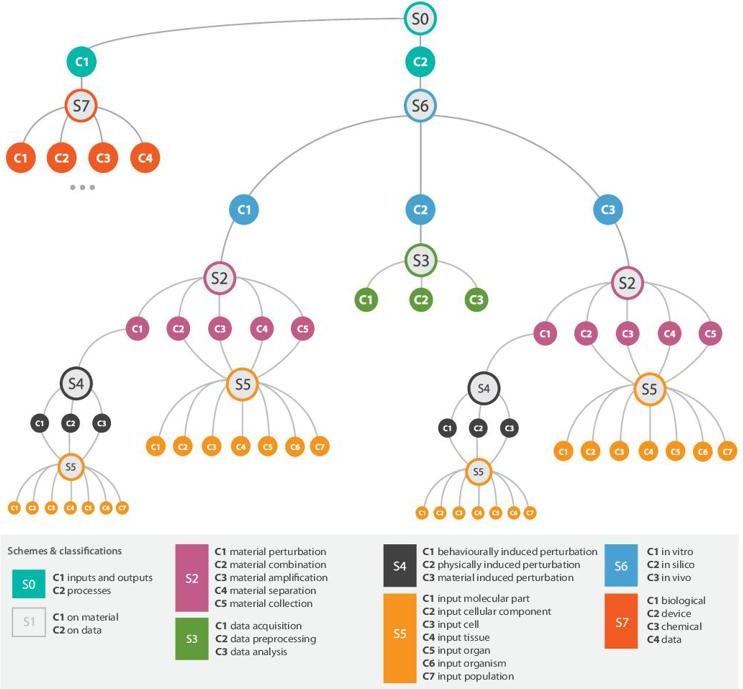 S0
C1 C2
S7 S6
C1 C2 C3 C4
...
C1 C2 C3
S2 S3 S2
C1 C2 C3
C1 C2 C3 C4 C5
C1 C2 C3 C4 C5
S4 S5 S4 S5
C1 C2 C3
C1 C2 C3
C1 C2 C3 C4 C5 C6 C7
C1 C2 C3 C4 C5 C6 C7
S5 S5
C1 C2 C3 C4 C5 C6 C7
C1 C2 C3 C4 C5 C6 C7
Schemes & classifications
S0
C1 inputs and outputs
C2 processes
S1
C1 on material
C2 on data
S2
C1 material perturbation
C2 material combination
C3 material amplification
C4 material separation
C5 material collection
S3
C1 data acquisition
C2 data preprocessing
C3 data analysis
S4
C1 behaviourally induced perturbation
C2 physically induced perturbation
C3 material induced perturbation
S5
C1 input molecular part
C2 input cellular component
C3 input cell
C4 input tissue
C5 input organ
C6 input organism
C7 input population
S6
C1 in vitro
C2 in silico
C3 in vivo
S7
C1 biological
C2 device
C3 chemical
C4 data